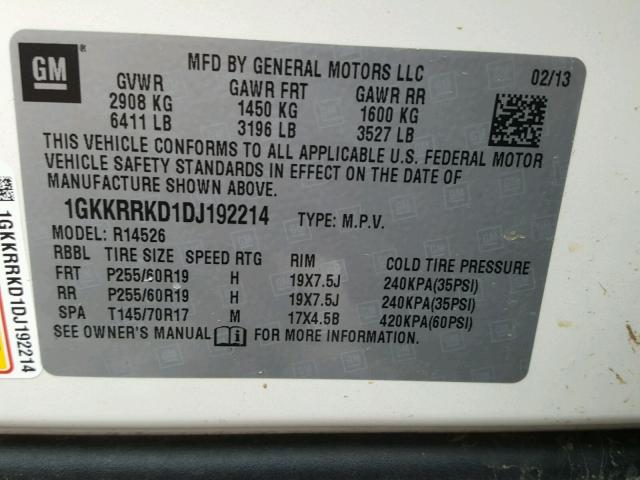 GM
MFD BY GENERAL MOTORS LLC 02/13
GVWR GAWR FRT GAWR RR
2908 KG 1450 KG 1600 KG
6411 LB 3196 LB 3527 LB
THIS VEHICLE CONFORMS TO ALL APPLICABLE U.S. FEDERAL MOTOR
VEHICLE SAFETY STANDARDS IN EFFECT ON THE DATE OF
MANUFACTURE SHOWN ABOVE.
1GKKRRKD1DJ192214 TYPE: M.P.V.
MODEL: R14526
RBBL TIRE SIZE SPEED RTG RIM COLD TIRE PRESSURE
FRT P255/60R19 H 19X7.5J 240KPA(35PSI)
RR P255/60R19 H 19X7.5J 240KPA(35PSI)
SPA T145/70R17 M 17X4.5B 420KPA(60PSI)
SEE OWNER'S MANUAL i FOR MORE INFORMATION.
1GKKRRKD1DJ192214